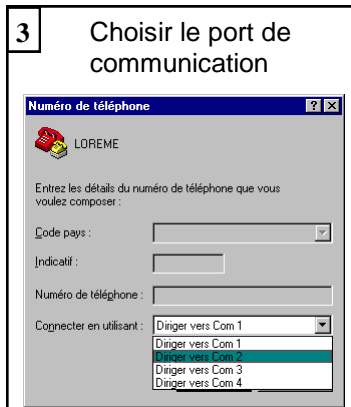 3
Choisir le port de
communication
Numéro de téléphone
LOREME
Entrez les détails du numéro de téléphone que vous
voulez composer :
Code pays :
Indicatif :
Numéro de téléphone :
Connecter en utilisant : Diriger vers Com 1
Diriger vers Com 1
Diriger vers Com 2
Diriger vers Com 3
Diriger vers Com 4